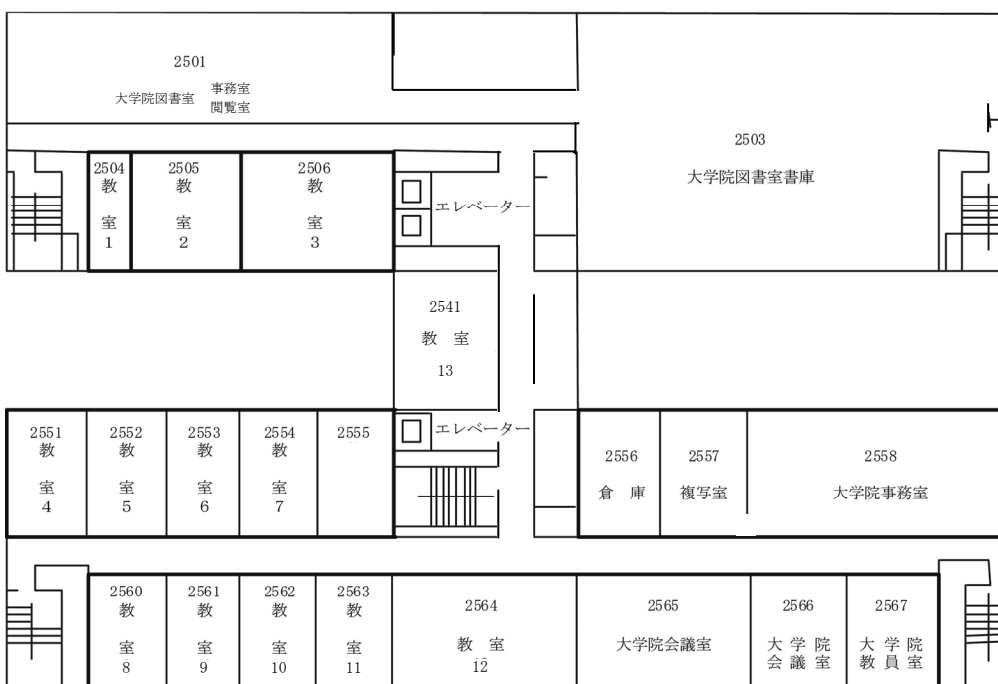 2501
大学院図書室 事務室
閲覧室
2503
大学院図書室書庫
2504
教
室
1
2505
教
室
2
2506
教
室
3
エレベーター
2541
教 室
13
2551
教
室
4
2552
教
室
5
2553
教
室
6
2554
教
室
7
2555
エレベーター
2556
倉 庫
2557
複写室
2558
大学院事務室
2560
教
室
8
2561
教
室
9
2562
教
室
10
2563
教
室
11
2564
教 室
12
2565
大学院会議室
2566
大 学 院
会 議 室
2567
大 学 院
教 員 室